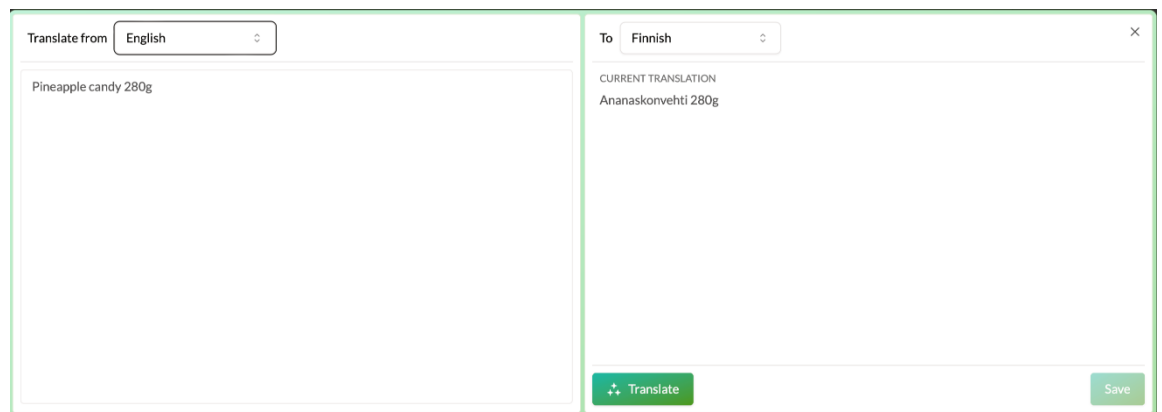 Translate from English
Pineapple candy 280g
To Finnish
CURRENT TRANSLATION
Ananaskonvehti 280g
Translate
Save